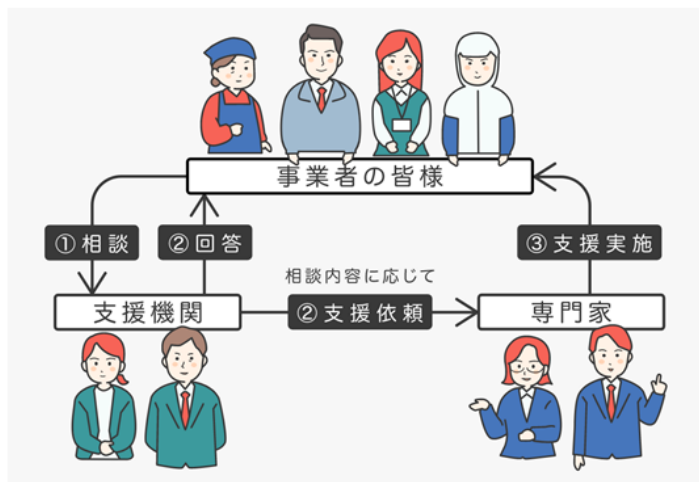 事業者の皆様
①相談
②回答
③支援実施
相談内容に応じて
支援機関
②支援依頼
専門家